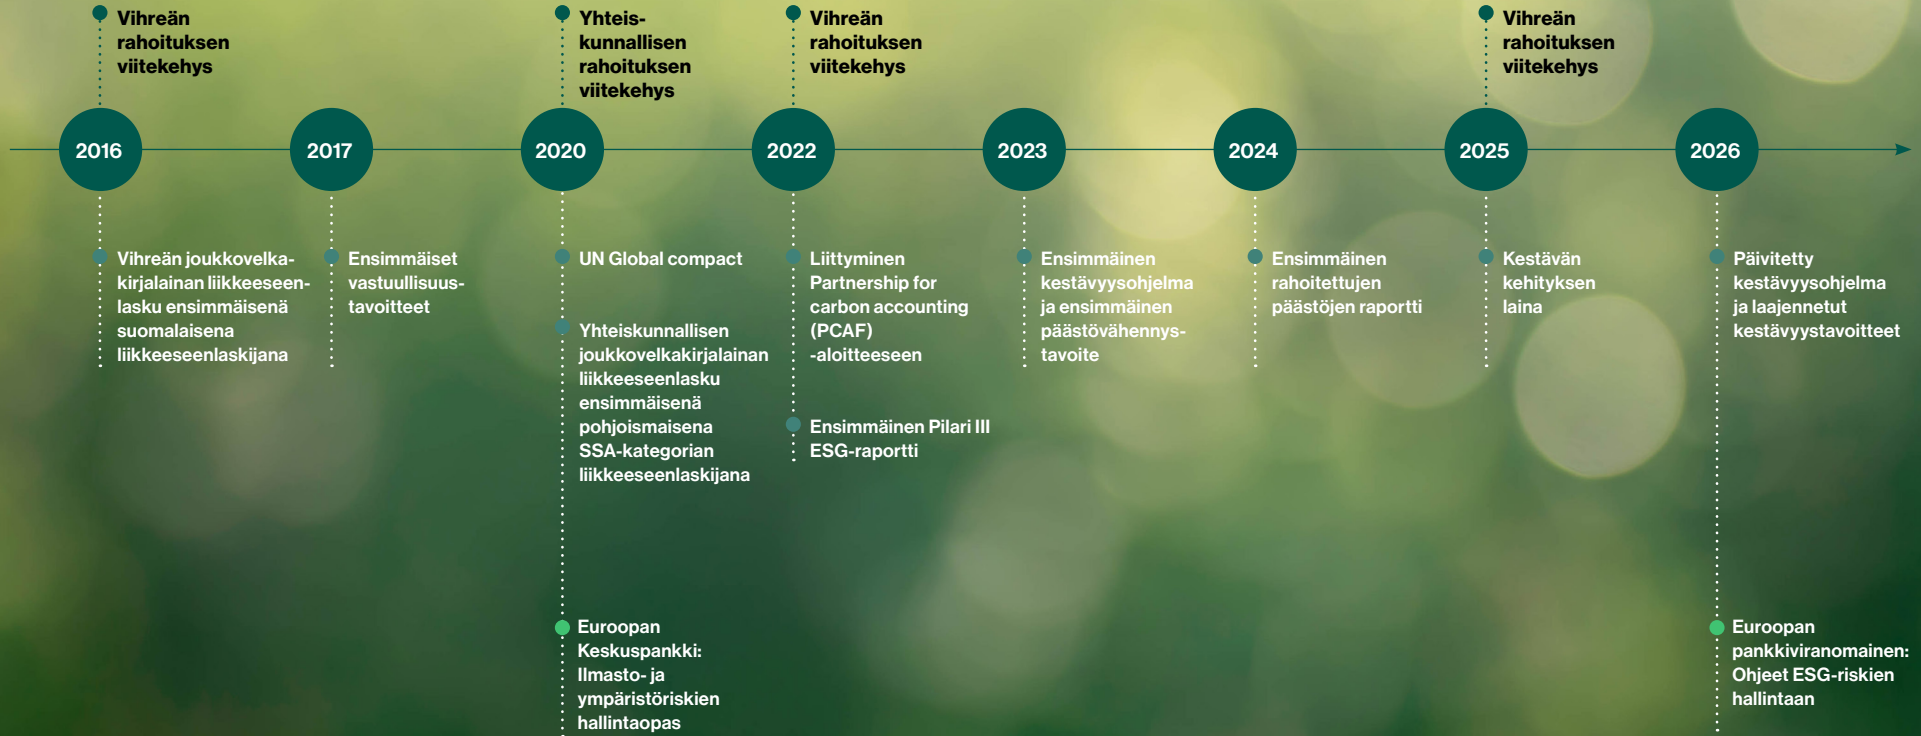 Vihreän
rahoituksen
viitekehys
Yhteis-
kunnallisen
rahoituksen
viitekehys
Vihreän
rahoituksen
viitekehys
Vihreän
rahoituksen
viitekehys
2016
2017
2020
2022
2023
2024
2025
2026
Vihreän joukkovelka-
kirjalainan liikkeeseen-
lasku ensimmäisenä
suomalaisena
liikkeeseenlaskijana
Ensimmäiset
vastuullisuus-
tavoitteet
UN Global compact
Yhteiskunnallisen
joukkovelkakirjalainan
liikkeeseenlasku
ensimmäisenä
pohjoismaisena
SSA-kategorian
liikkeeseenlaskijana
Liittyminen
Partnership for
carbon accounting
(PCAF)
-aloitteeseen
Ensimmäinen Pilari III
ESG-raportti
Ensimmäinen
kestävyysohjelma
ja ensimmäinen
päästövähennys-
tavoite
Ensimmäinen
rahoitettujen
päästöjen raportti
Kestävän
kehityksen
laina
Päivitetty
kestävyysohjelma
ja laajennetut
kestävyystavoitteet
Euroopan
Keskuspankki:
Ilmasto- ja
ympäristöriskien
hallintaopas
Euroopan
pankkiviranomainen:
Ohjeet ESG-riskien
hallintaan